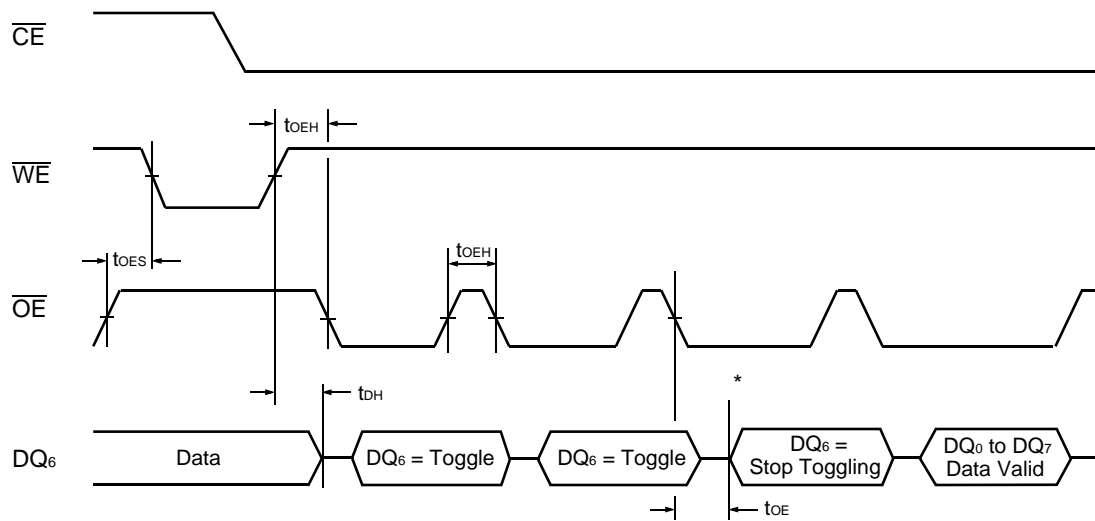 CE
tOEH
WE
tOES
tOEH
OE
*
tDH
DQ6
Data
DQ6 = Toggle
DQ6 = Toggle
DQ6 =
Stop Toggling
DQ0 to DQ7
Data Valid
tOE